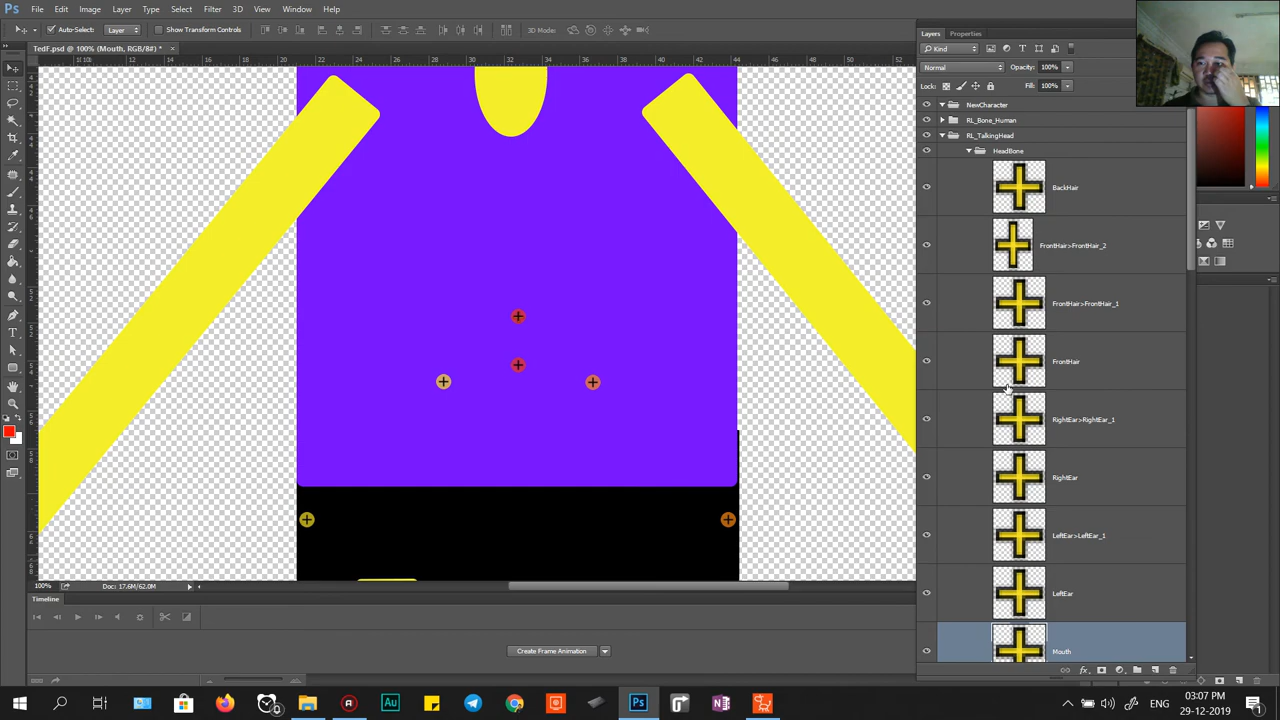 Ps File Edit Image Layer Type Select Filter 3D View Window Help
Auto-Select: Layer Show Transform Controls 3D Mode:
TedF.psd @ 100% (Mouth, RGB/8#) *
Layers Properties
Kind
Normal Opacity: 100%
Lock: Fill: 100%
NewCharacter
RL_Bone_Human
RL_TalkingHead
HeadBone
BackHair
FrontHair>FrontHair_2
FrontHair>FrontHair_1
FrontHair
RightEar>RightEar_1
RightEar
LeftEar>LeftEar_1
LeftEar
Mouth
100% Doc: 17.6M/62.0M
Timeline
Create Frame Animation
ENG 03:07 PM
29-12-2019